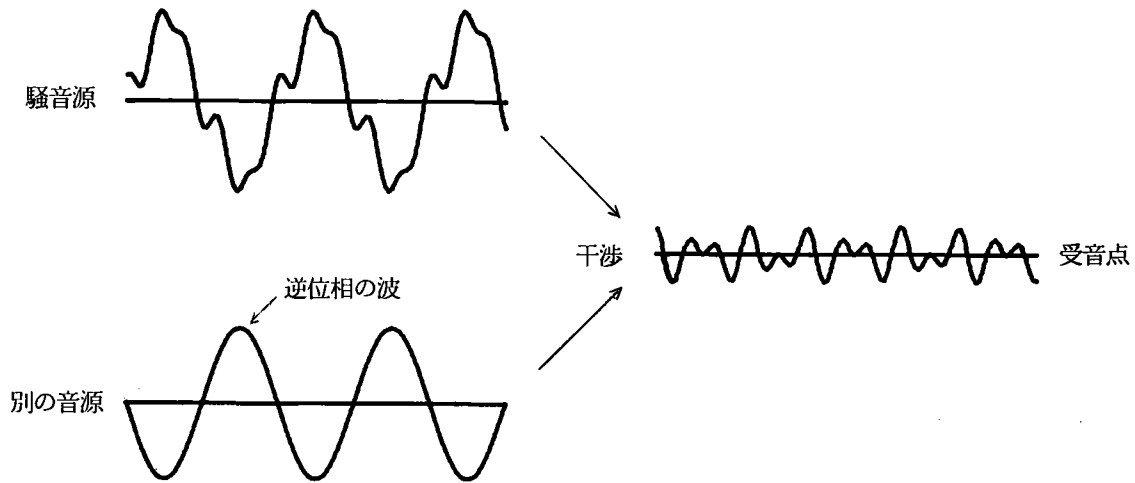 騒音源
干渉
受音点
逆位相の波
別の音源